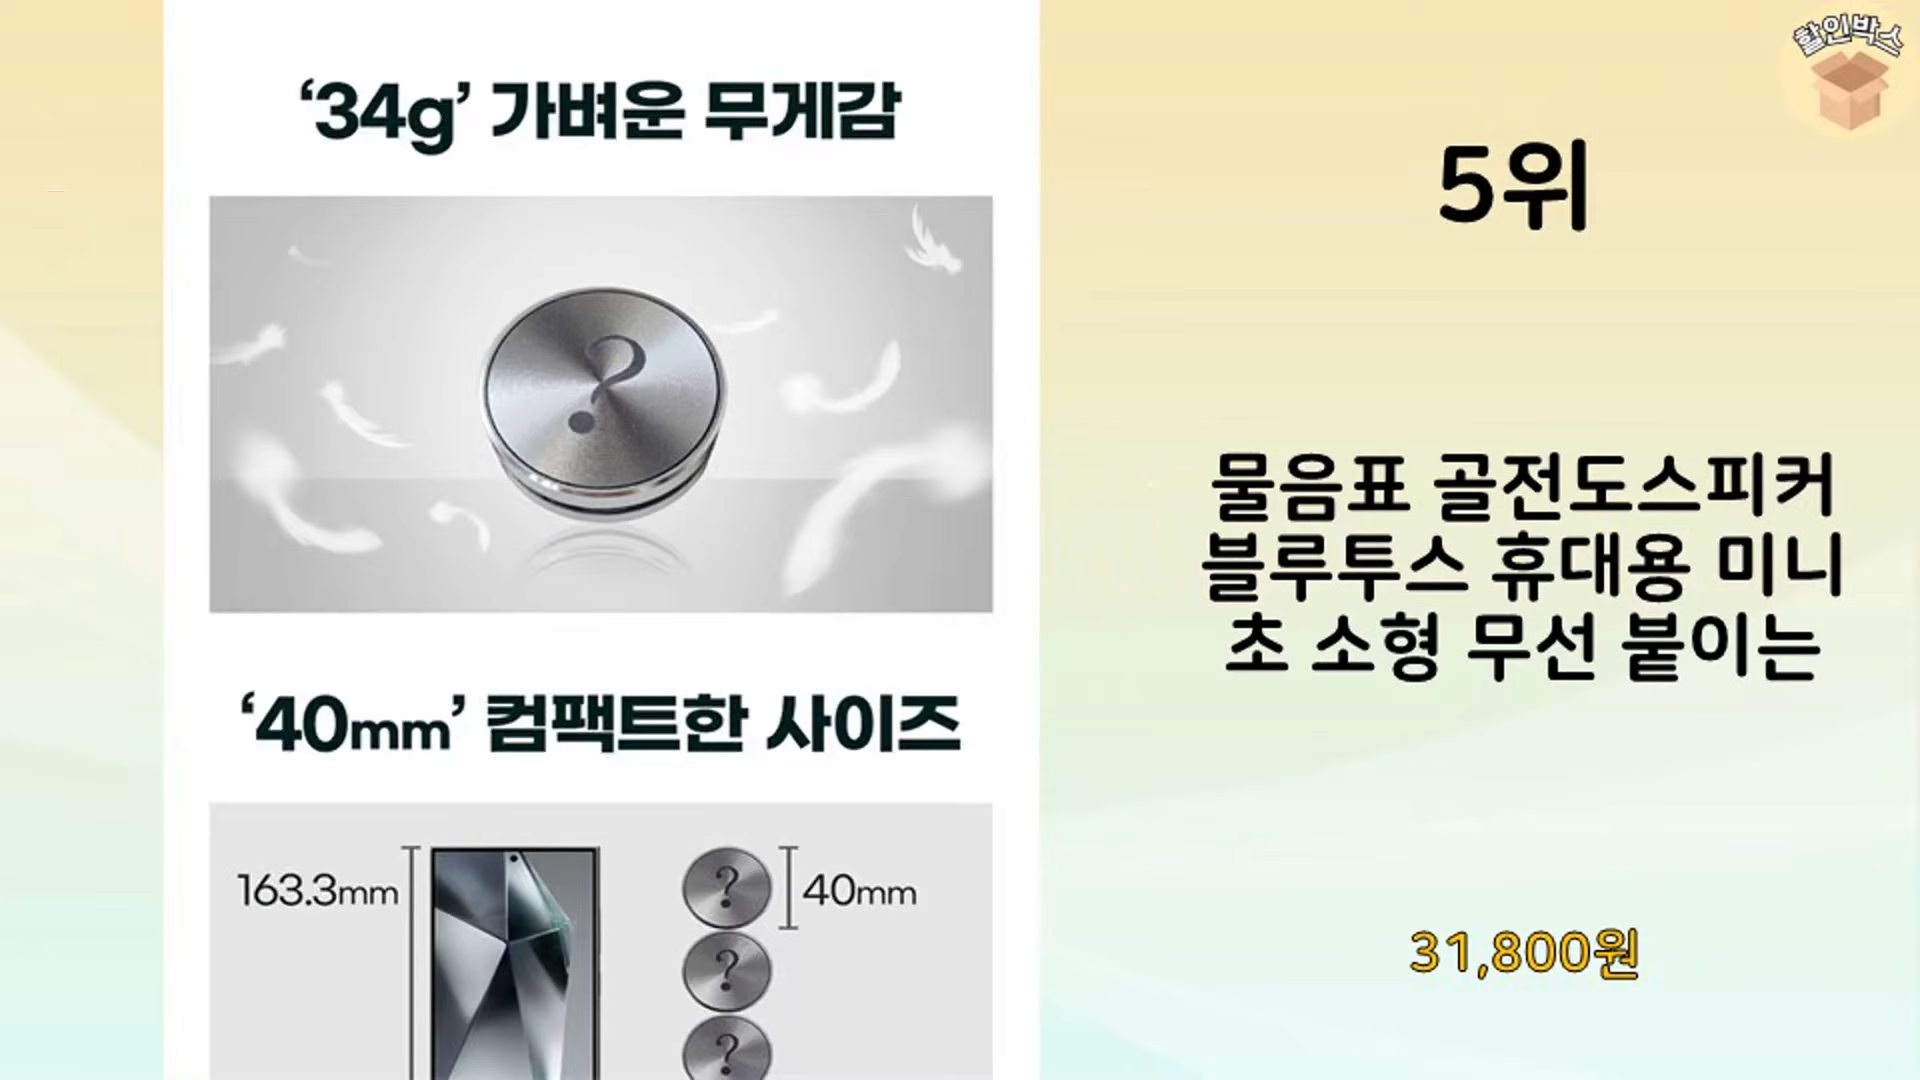 ‘34g’ 가벼운 무게감
?
‘40mm’ 컴팩트한 사이즈
163.3mm
?
40mm
?
?
할인박스
5위
물음표 골전도스피커
블루투스 휴대용 미니
초 소형 무선 붙이는
31,800원